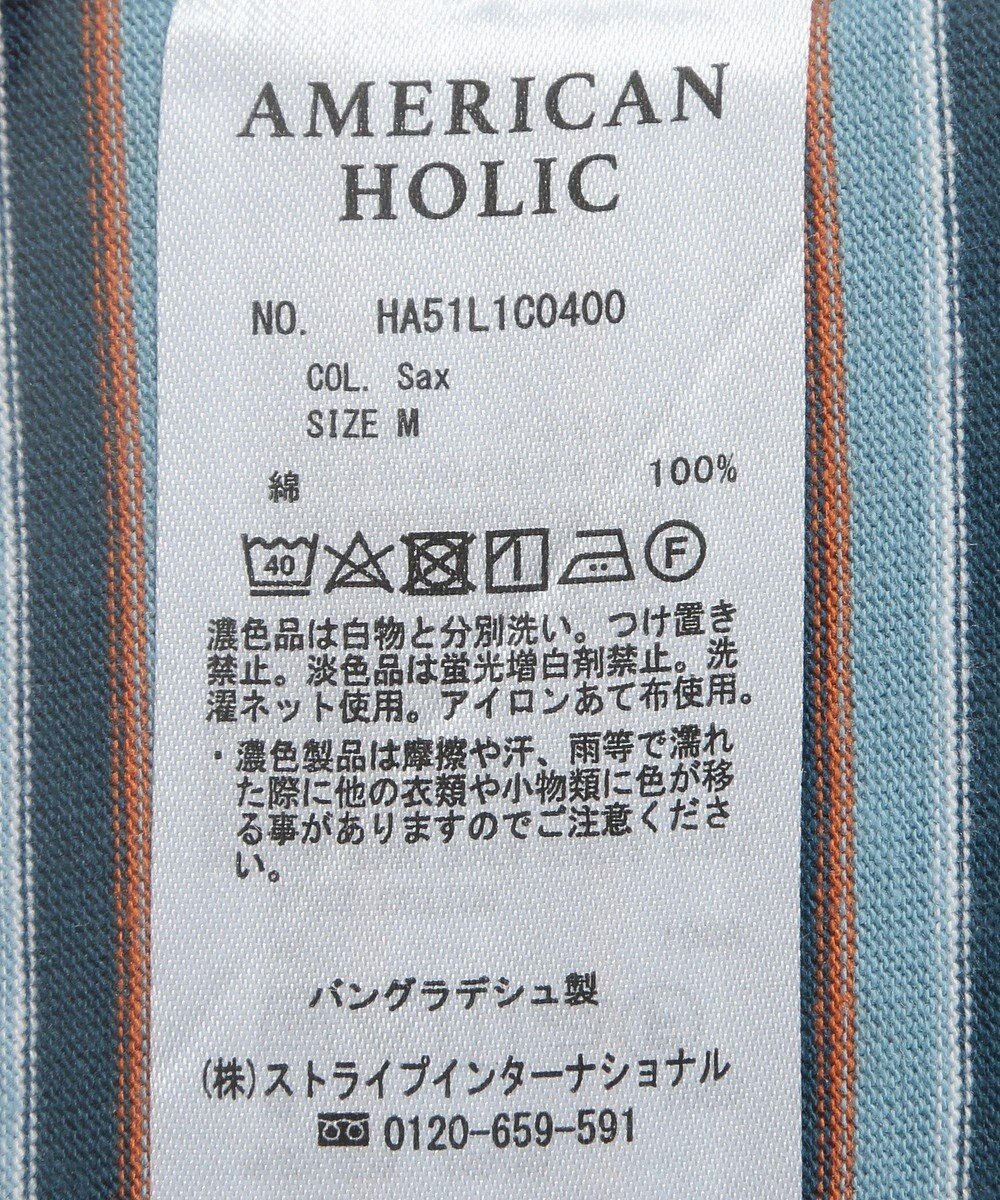 AMERICAN
HOLIC
NO. HA51L1C0400
COL. Sax
SIZE M
綿 100%
40
F
濃色品は白物と分別洗い。つけ置き
禁止。淡色品は蛍光増白剤禁止。洗
濯ネット使用。アイロンあて布使用。
・濃色製品は摩擦や汗、雨等で濡れ
た際に他の衣類や小物類に色が移
る事がありますのでご注意くださ
い。
バングラデシュ製
(株)ストライプインターナショナル
0120-659-591